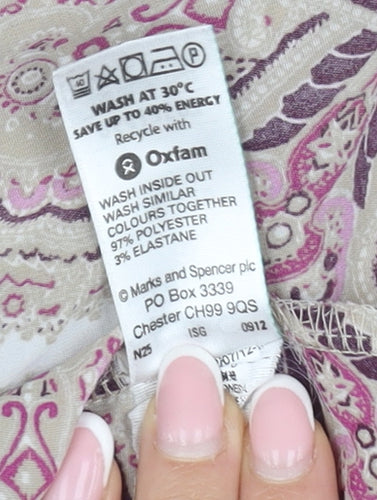 40 P
WASH AT 30°C
SAVE UP TO 40% ENERGY
Recycle with
Oxfam
WASH INSIDE OUT
WASH SIMILAR
COLOURS TOGETHER
97% POLYESTER
3% ELASTANE
© Marks and Spencer plc
PO Box 3339
Chester CH99 9QS
N25 ISG 0912